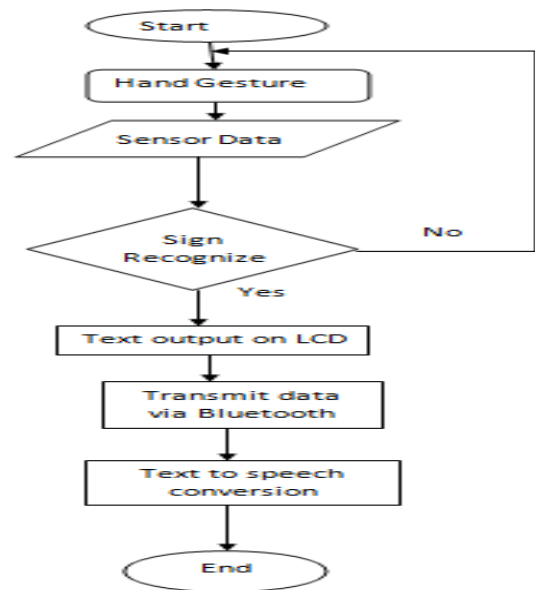 Start
Hand Gesture
Sensor Data
Sign
Recognize
No
Yes
Text output on LCD
Transmit data
via Bluetooth
Text to speech
conversion
End